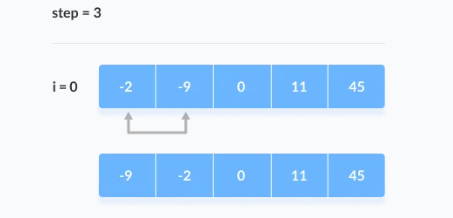 step = 3
i = 0 -2 -9 0 11 45
-9 -2 0 11 45